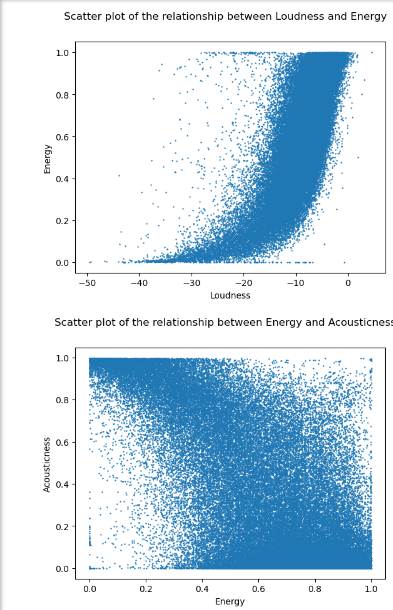 Scatter plot of the relationship between Loudness and Energy
1.0
0.8
0.6
0.4
0.2
0.0
Energy
−50 −40 −30 −20 −10 0
Loudness
Scatter plot of the relationship between Energy and Acousticness
1.0
0.8
0.6
0.4
0.2
0.0
Acousticness
0.0 0.2 0.4 0.6 0.8 1.0
Energy